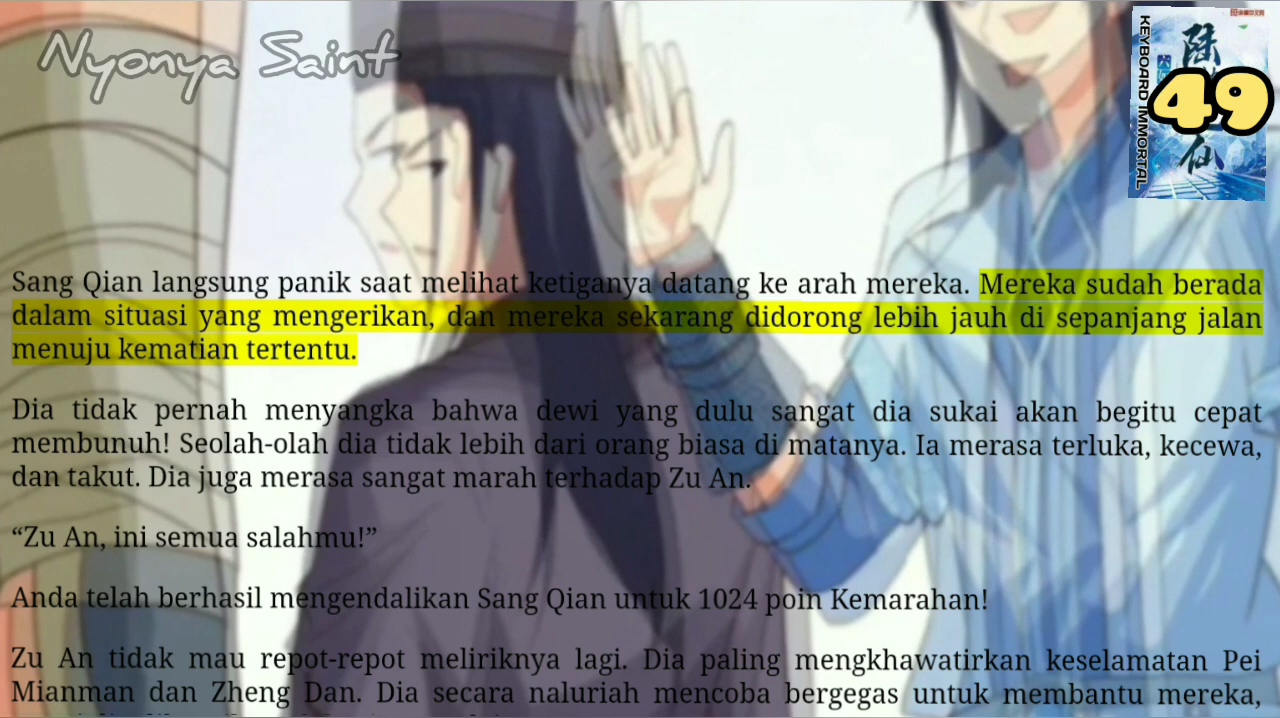 Nyonya Saint
KEYBOARD IMMORTAL
49
仙
Sang Qian langsung panik saat melihat ketiganya datang ke arah mereka. Mereka sudah berada
dalam situasi yang mengerikan, dan mereka sekarang didorong lebih jauh di sepanjang jalan
menuju kematian tertentu.
Dia tidak pernah menyangka bahwa dewi yang dulu sangat dia sukai akan begitu cepat
membunuh! Seolah-olah dia tidak lebih dari orang biasa di matanya. Ia merasa terluka, kecewa,
dan takut. Dia juga merasa sangat marah terhadap Zu An.
“Zu An, ini semua salahmu!”
Anda telah berhasil mengendalikan Sang Qian untuk 1024 poin Kemarahan!
Zu An tidak mau repot-repot meliriknya lagi. Dia paling mengkhawatirkan keselamatan Pei
Mianman dan Zheng Dan. Dia secara naluriah mencoba bergegas untuk membantu mereka,